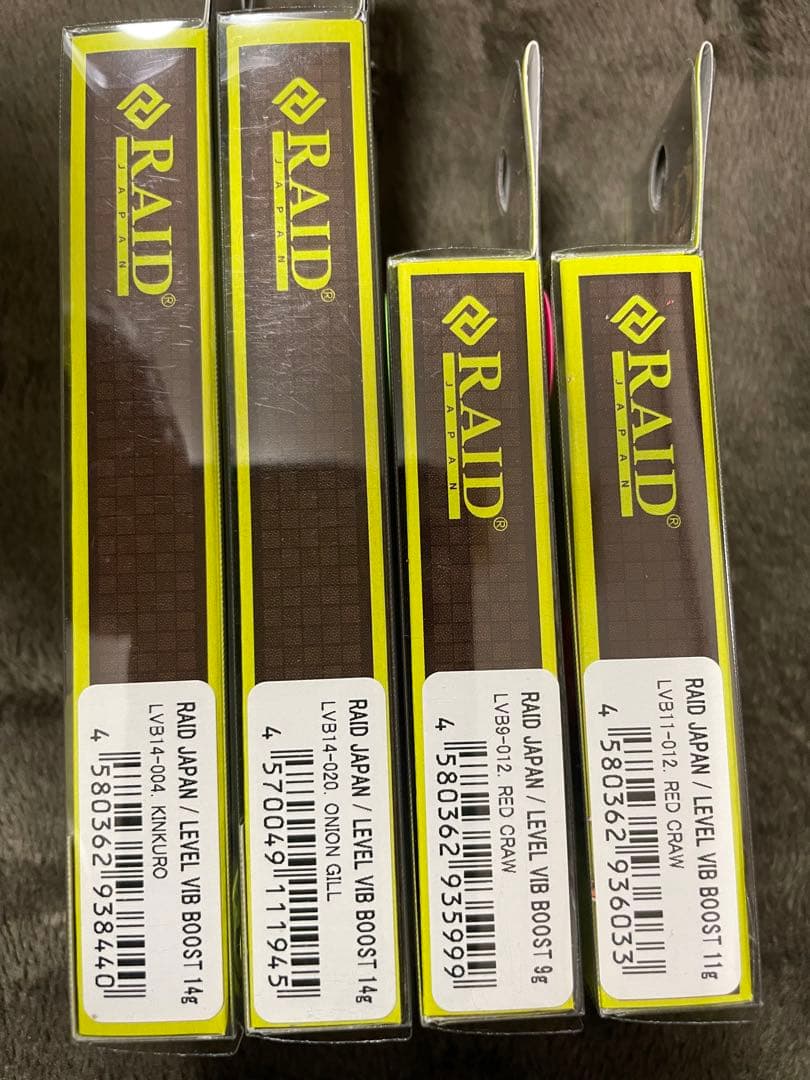 RAID®
JAPAN
RAID JAPAN / LEVEL VIB BOOST 14g
LVB14-004. KINKURO
4 580362 938440
RAID®
JAPAN
RAID JAPAN / LEVEL VIB BOOST 14g
LVB14-020. ONION GILL
4 570049 111945
RAID®
JAPAN
RAID JAPAN / LEVEL VIB BOOST 9g
LVB9-012. RED CRAW
4 580362 935999
RAID®
JAPAN
RAID JAPAN / LEVEL VIB BOOST 11g
LVB11-012. RED CRAW
4 580362 936033